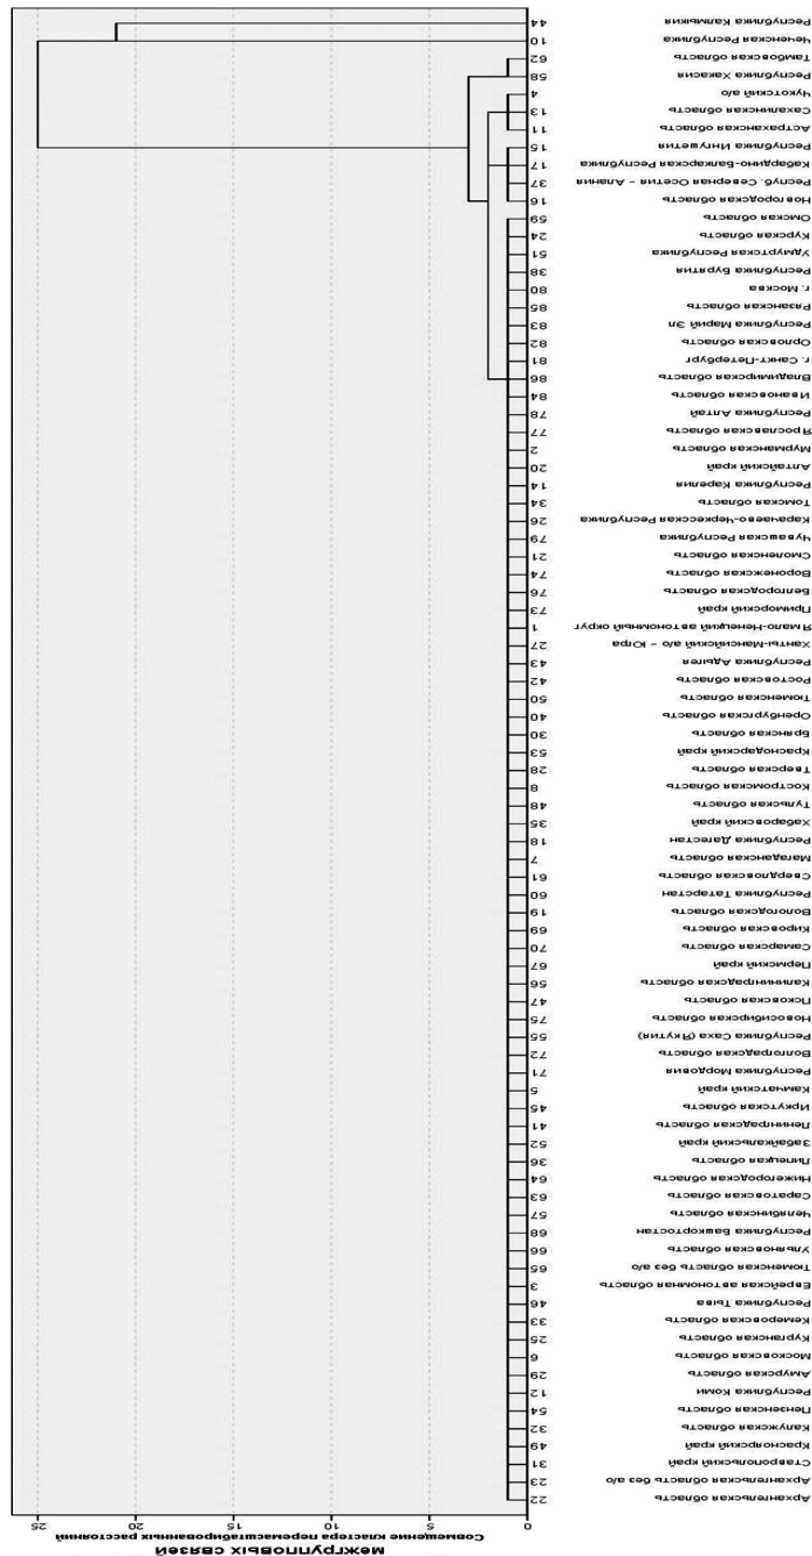 межгрупповых связей
Совмещение кластера перемасштабированных расстояний
0 5 10 15 20 25
Архангельская область 22
Архангельская область без а/о 23
Ставропольский край 31
Красноярский край 49
Калужская область 32
Пензенская область 54
Республика Коми 12
Амурская область 29
Московская область 6
Курганская область 25
Кемеровская область 33
Республика Тыва 46
Еврейская автономная область 3
Тюменская область без а/о 65
Ульяновская область 66
Республика Башкортостан 68
Челябинская область 57
Саратовская область 63
Нижегородская область 64
Липецкая область 36
Забайкальский край 52
Ленинградская область 41
Иркутская область 45
Камчатский край 5
Республика Мордовия 71
Волгоградская область 72
Республика Саха (Якутия) 55
Новосибирская область 75
Псковская область 47
Калининградская область 56
Пермский край 67
Самарская область 70
Кировская область 69
Вологодская область 19
Республика Татарстан 60
Свердловская область 61
Магаданская область 7
Республика Дагестан 18
Хабаровский край 35
Тульская область 48
Костромская область 8
Тверская область 28
Краснодарский край 53
Брянская область 30
Оренбургская область 40
Тюменская область 50
Ростовская область 42
Республика Адыгея 43
Ханты-Мансийский а/о – Югра 27
Ямало-Ненецкий автономный округ 1
Приморский край 73
Белгородская область 76
Воронежская область 74
Смоленская область 21
Чувашская Республика 79
Карачаево-Черкесская Республика 26
Томская область 34
Республика Карелия 14
Алтайский край 20
Мурманская область 2
Ярославская область 77
Республика Алтай 78
Ивановская область 84
Владимирская область 86
г. Санкт-Петербург 81
Орловская область 82
Республика Марий Эл 83
Рязанская область 85
г. Москва 80
Республика Бурятия 38
Удмуртская Республика 51
Курская область 24
Омская область 59
Новгородская область 16
Респуб. Северная Осетия – Алания 37
Кабардино-Балкарская Республика 17
Республика Ингушетия 15
Астраханская область 11
Сахалинская область 13
Чукотский а/о 4
Республика Хакасия 58
Тамбовская область 62
Чеченская Республика 10
Республика Калмыкия 44